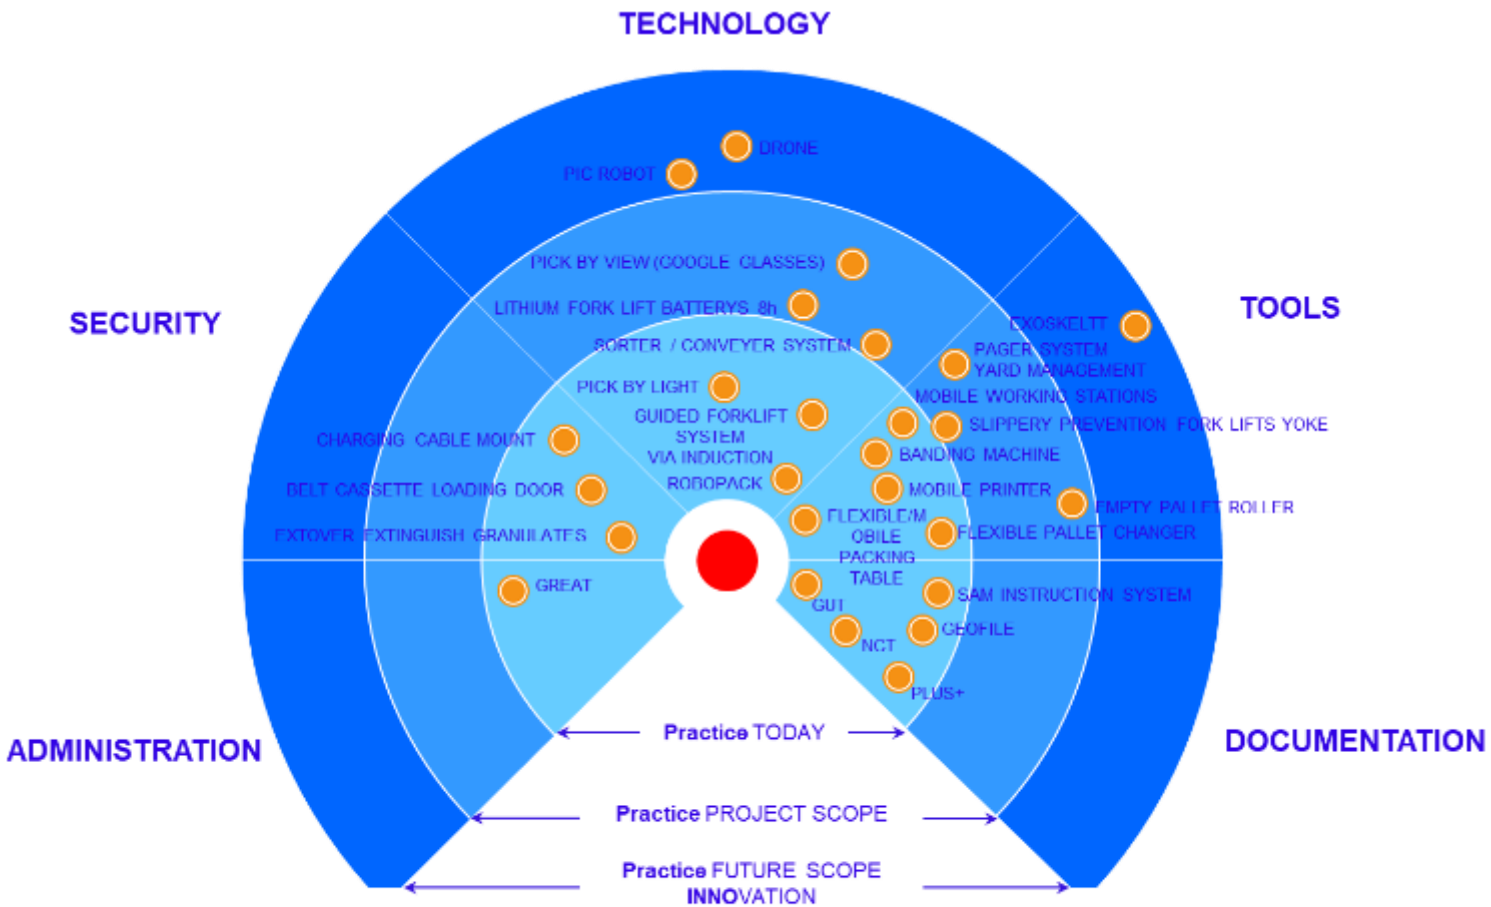 TECHNOLOGY
DRONE
PIC ROBOT
PICK BY VIEW (GOOGLE GLASSES)
LITHIUM FORK LIFT BATTERYS 8h
SECURITY
TOOLS
EXOSKELTT
SORTER / CONVEYER SYSTEM
PAGER SYSTEM
YARD MANAGEMENT
PICK BY LIGHT
MOBILE WORKING STATIONS
GUIDED FORKLIFT
SYSTEM
VIA INDUCTION
SLIPPERY PREVENTION FORK LIFTS YOKE
CHARGING CABLE MOUNT
BANDING MACHINE
ROBOPACK
BELT CASSETTE LOADING DOOR
MOBILE PRINTER
EMPTY PALLET ROLLER
FLEXIBLE/M
OBILE
PACKING
TABLE
FLEXIBLE PALLET CHANGER
EXTOVER EXTINGUISH GRANULATES
GREAT
SAM INSTRUCTION SYSTEM
GUT
GEOFILE
NCT
PLUS+
Practice TODAY
ADMINISTRATION
DOCUMENTATION
Practice PROJECT SCOPE
Practice FUTURE SCOPE
INNOVATION